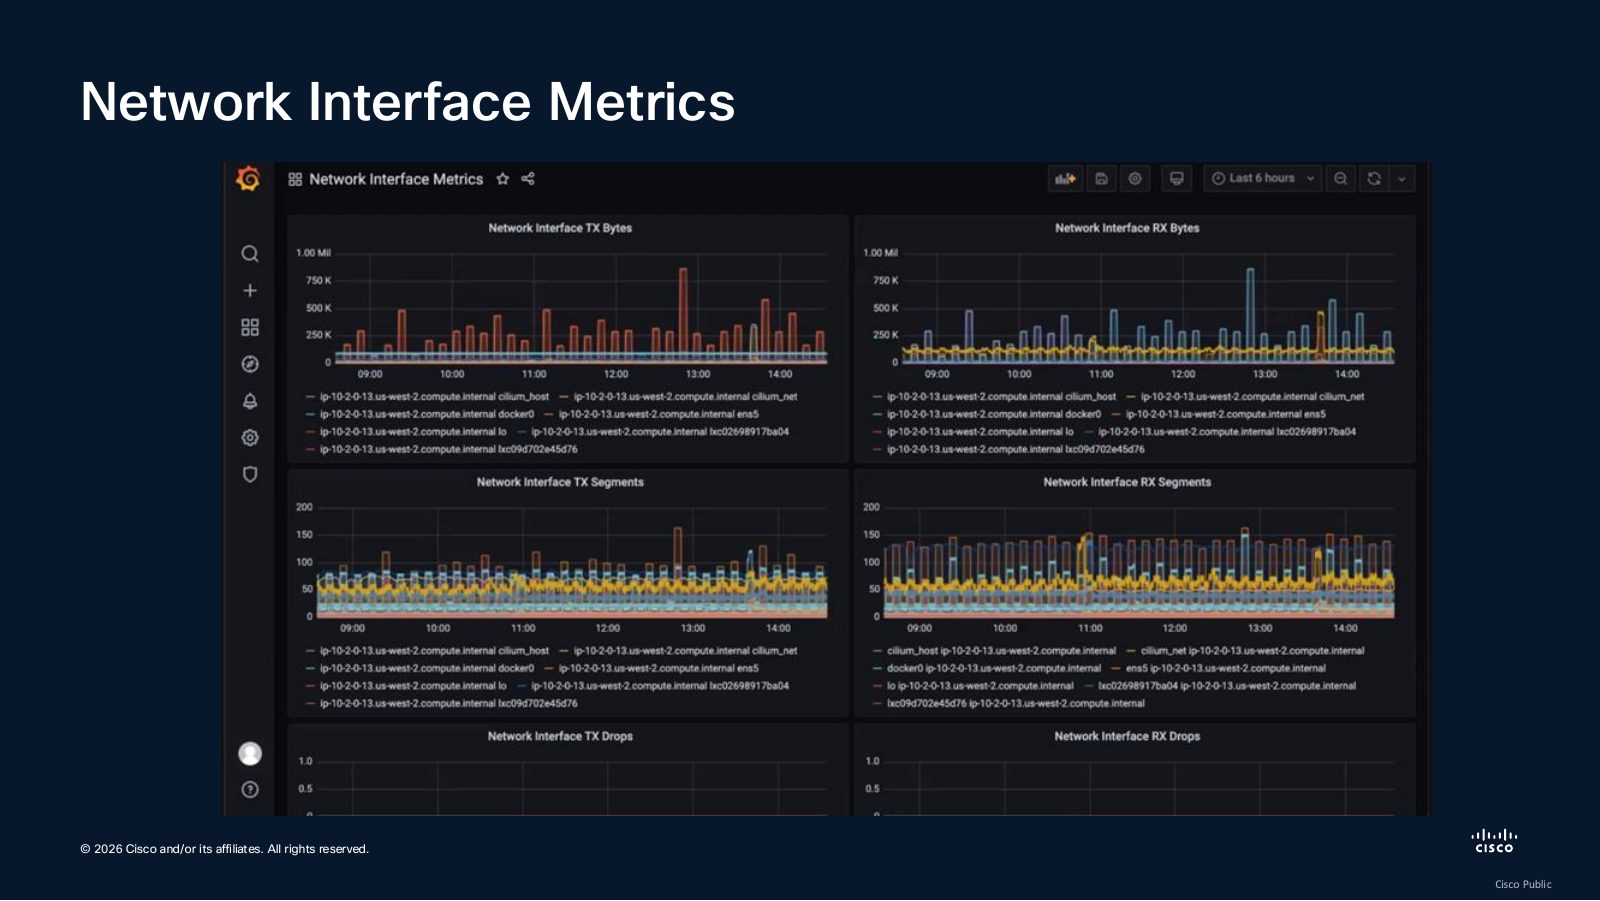 Network Interface Metrics
Network Interface Metrics
Last 6 hours
Network Interface TX Bytes
1.00 Mil
750 K
500 K
250 K
0
09:00 10:00 11:00 12:00 13:00 14:00
ip-10-2-0-13.us-west-2.compute.internal cilium_host ip-10-2-0-13.us-west-2.compute.internal cilium_net
ip-10-2-0-13.us-west-2.compute.internal docker0 ip-10-2-0-13.us-west-2.compute.internal ens5
ip-10-2-0-13.us-west-2.compute.internal lo ip-10-2-0-13.us-west-2.compute.internal lxc02698917ba04
ip-10-2-0-13.us-west-2.compute.internal lxc09d702e45d76
Network Interface RX Bytes
1.00 Mil
750 K
500 K
250 K
0
09:00 10:00 11:00 12:00 13:00 14:00
ip-10-2-0-13.us-west-2.compute.internal cilium_host ip-10-2-0-13.us-west-2.compute.internal cilium_net
ip-10-2-0-13.us-west-2.compute.internal docker0 ip-10-2-0-13.us-west-2.compute.internal ens5
ip-10-2-0-13.us-west-2.compute.internal lo ip-10-2-0-13.us-west-2.compute.internal lxc02698917ba04
ip-10-2-0-13.us-west-2.compute.internal lxc09d702e45d76
Network Interface TX Segments
200
150
100
50
0
09:00 10:00 11:00 12:00 13:00 14:00
ip-10-2-0-13.us-west-2.compute.internal cilium_host ip-10-2-0-13.us-west-2.compute.internal cilium_net
ip-10-2-0-13.us-west-2.compute.internal docker0 ip-10-2-0-13.us-west-2.compute.internal ens5
ip-10-2-0-13.us-west-2.compute.internal lo ip-10-2-0-13.us-west-2.compute.internal lxc02698917ba04
ip-10-2-0-13.us-west-2.compute.internal lxc09d702e45d76
Network Interface RX Segments
200
150
100
50
0
09:00 10:00 11:00 12:00 13:00 14:00
cilium_host ip-10-2-0-13.us-west-2.compute.internal cilium_net ip-10-2-0-13.us-west-2.compute.internal
docker0 ip-10-2-0-13.us-west-2.compute.internal ens5 ip-10-2-0-13.us-west-2.compute.internal
lo ip-10-2-0-13.us-west-2.compute.internal lxc02698917ba04 ip-10-2-0-13.us-west-2.compute.internal
lxc09d702e45d76 ip-10-2-0-13.us-west-2.compute.internal
Network Interface TX Drops
1.0
0.5
0
Network Interface RX Drops
1.0
0.5
0
© 2026 Cisco and/or its affiliates. All rights reserved.
CISCO
Cisco Public